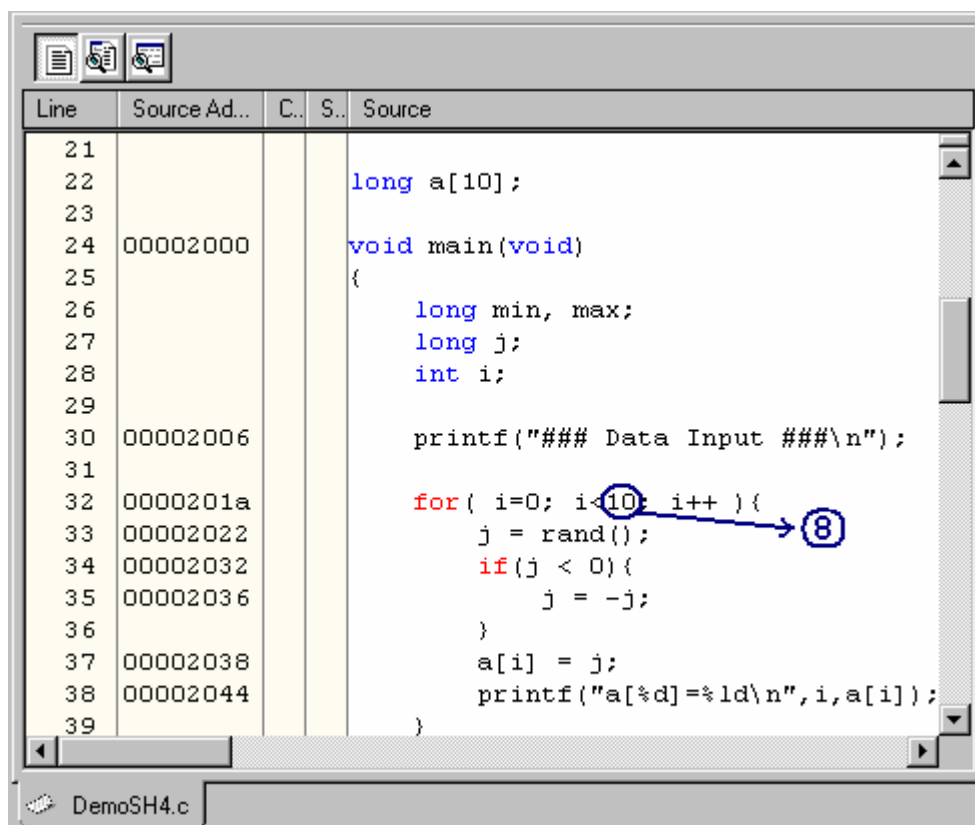 Line Source Ad... C.. S.. Source
21
22 long a[10];
23
24 00002000 void main(void)
25 {
26 long min, max;
27 long j;
28 int i;
29
30 00002006 printf("### Data Input ###\n");
31
32 0000201a for( i=0; i<10; i++ ){
33 00002022 j = rand(); 8
34 00002032 if(j < 0){
35 00002036 j = -j;
36 }
37 00002038 a[i] = j;
38 00002044 printf("a[%d]=%ld\n",i,a[i]);
39 }
DemoSH4.c